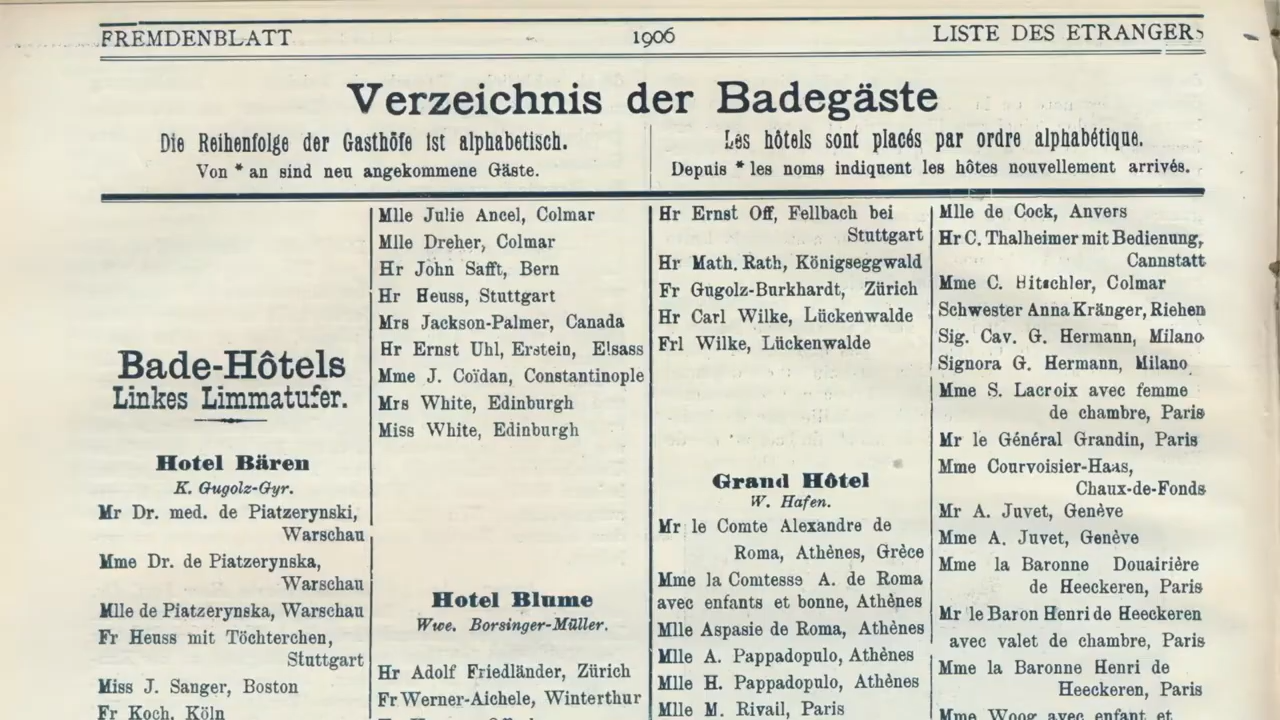 FREMDENBLATT
1906
LISTE DES ETRANGERS
Verzeichnis der Badegäste
Die Reihenfolge der Gasthöfe ist alphabetisch.
Von * an sind neu angekommene Gäste.
Les hôtels sont placés par ordre alphabétique.
Depuis * les noms indiquent les hôtes nouvellement arrivés.
Bade-Hôtels
Linkes Limmatufer.
Hotel Bären
K. Gugolz-Gyr.
Mr Dr. med. de Piatzerynski,
Warschau
Mme Dr. de Piatzerynska,
Warschau
Mlle de Piatzerynska, Warschau
Fr Heuss mit Töchterchen,
Stuttgart
Miss J. Sanger, Boston
Fr Koch, Köln
Mlle Julie Ancel, Colmar
Mlle Dreher, Colmar
Hr John Safft, Bern
Hr Heuss, Stuttgart
Mrs Jackson-Palmer, Canada
Hr Ernst Uhl, Erstein, Elsass
Mme J. Coïdan, Constantinople
Mrs White, Edinburgh
Miss White, Edinburgh
Hotel Blume
Wwe. Borsinger-Müller.
Hr Adolf Friedländer, Zürich
Fr Werner-Aichele, Winterthur
Hr Ernst Off, Fellbach bei
Stuttgart
Hr Math. Rath, Königseggwald
Fr Gugolz-Burkhardt, Zürich
Hr Carl Wilke, Lückenwalde
Frl Wilke, Lückenwalde
Grand Hôtel
W. Hafen.
Mr le Comte Alexandre de
Roma, Athènes, Grèce
Mme la Comtesse A. de Roma
avec enfants et bonne, Athènes
Mlle Aspasie de Roma, Athènes
Mlle A. Pappadopulo, Athènes
Mlle H. Pappadopulo, Athènes
Mlle M. Rivail, Paris
Mlle de Cock, Anvers
Hr C. Thalheimer mit Bedienung,
Cannstatt
Mme C. Hitschler, Colmar
Schwester Anna Kränger, Riehen
Sig. Cav. G. Hermann, Milano
Signora G. Hermann, Milano
Mme S. Lacroix avec femme
de chambre, Paris
Mr le Général Grandin, Paris
Mme Courvoisier-Haas,
Chaux-de-Fonds
Mr A. Juvet, Genève
Mme A. Juvet, Genève
Mme la Baronne Douairière
de Heeckeren, Paris
Mr le Baron Henri de Heeckeren
avec valet de chambre, Paris
Mme la Baronne Henri de
Heeckeren, Paris
Mme Woog avec enfant et